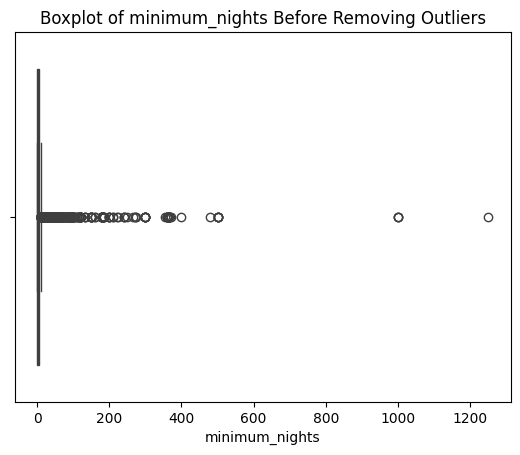 Boxplot of minimum_nights Before Removing Outliers
0 200 400 600 800 1000 1200
minimum_nights